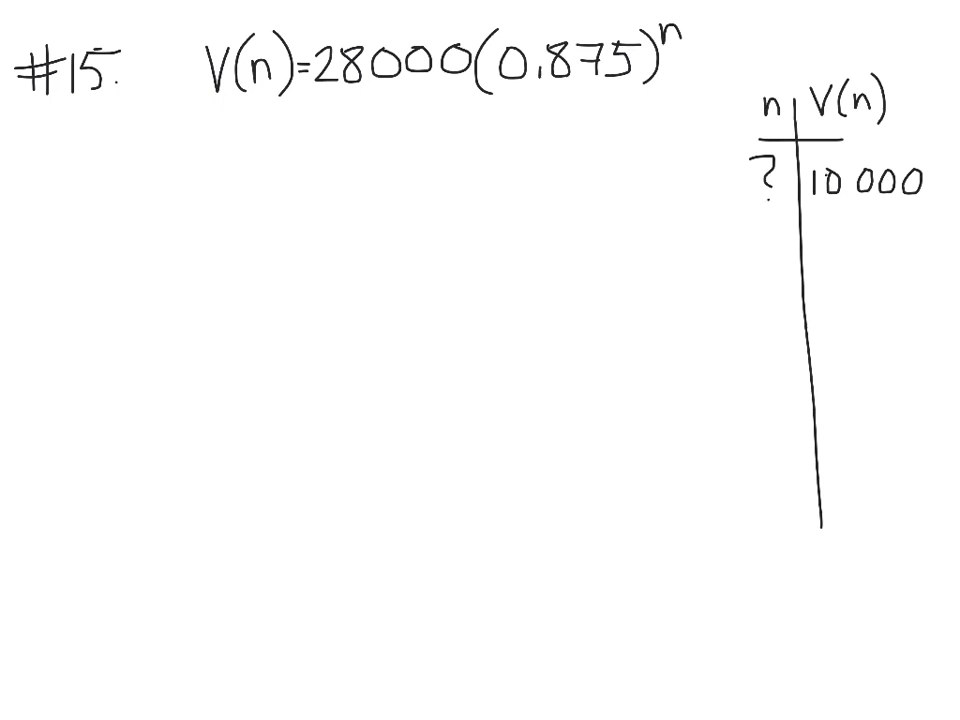 #15. V(n)=28000(0.875)^n
n | V(n)
? | 10 000